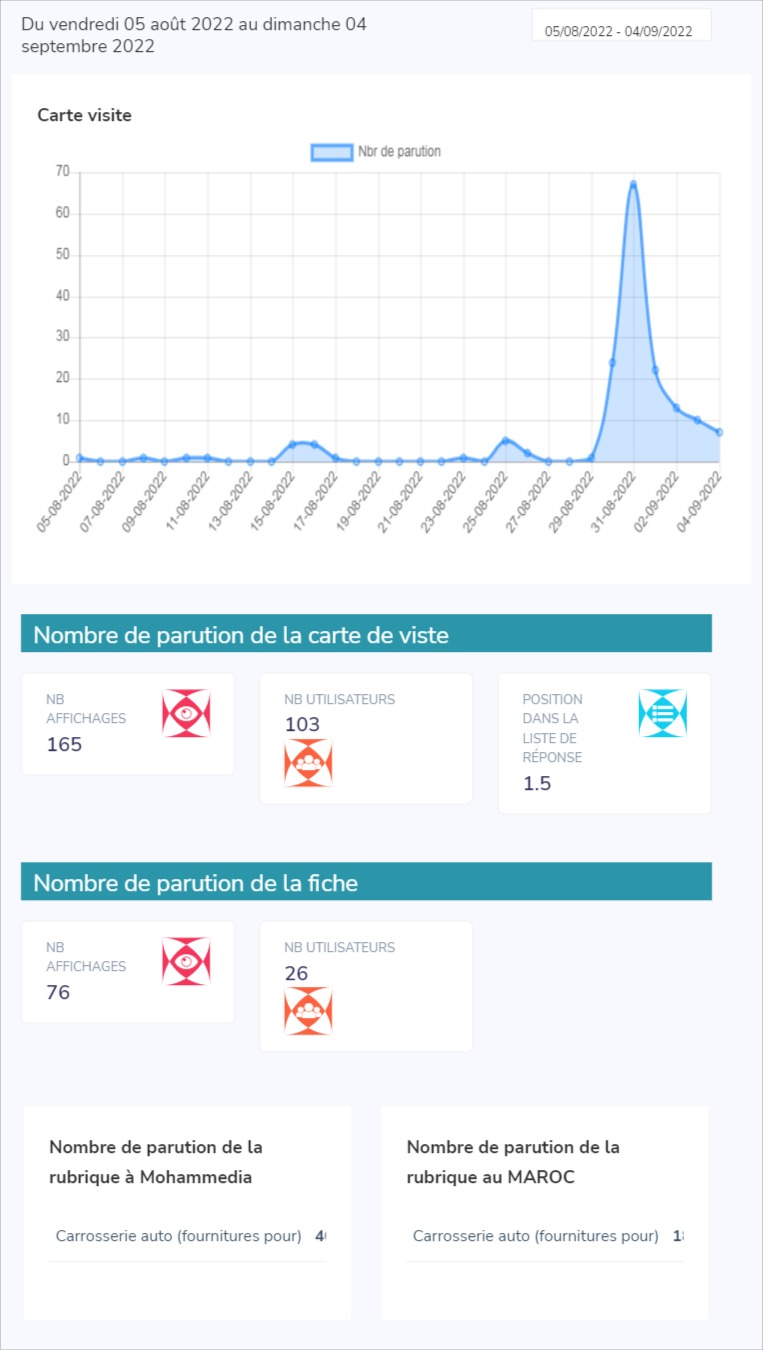 Du vendredi 05 août 2022 au dimanche 04
septembre 2022
05/08/2022 - 04/09/2022
Carte visite
Nbr de parution
70
60
50
40
30
20
10
0
05-08-2022
07-08-2022
09-08-2022
11-08-2022
13-08-2022
15-08-2022
17-08-2022
19-08-2022
21-08-2022
23-08-2022
25-08-2022
27-08-2022
29-08-2022
31-08-2022
02-09-2022
04-09-2022
Nombre de parution de la carte de viste
NB
AFFICHAGES
165
NB UTILISATEURS
103
POSITION
DANS LA
LISTE DE
RÉPONSE
1.5
Nombre de parution de la fiche
NB
AFFICHAGES
76
NB UTILISATEURS
26
Nombre de parution de la
rubrique à Mohammedia
Carrosserie auto (fournitures pour)
Nombre de parution de la
rubrique au MAROC
Carrosserie auto (fournitures pour)